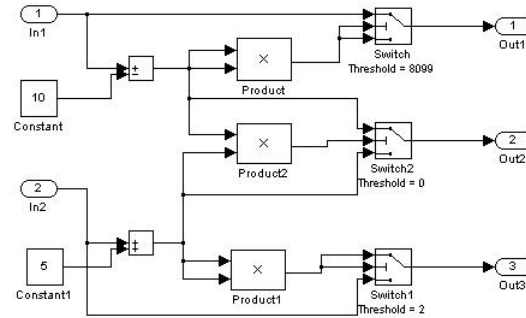 1
In1
1
Out1
Switch
Threshold = 8099
×
Product
±
10
Constant
2
Out2
Switch2
Threshold = 0
×
Product2
2
In2
5
Constant1
×
Product1
3
Out3
Switch1
Threshold = 2